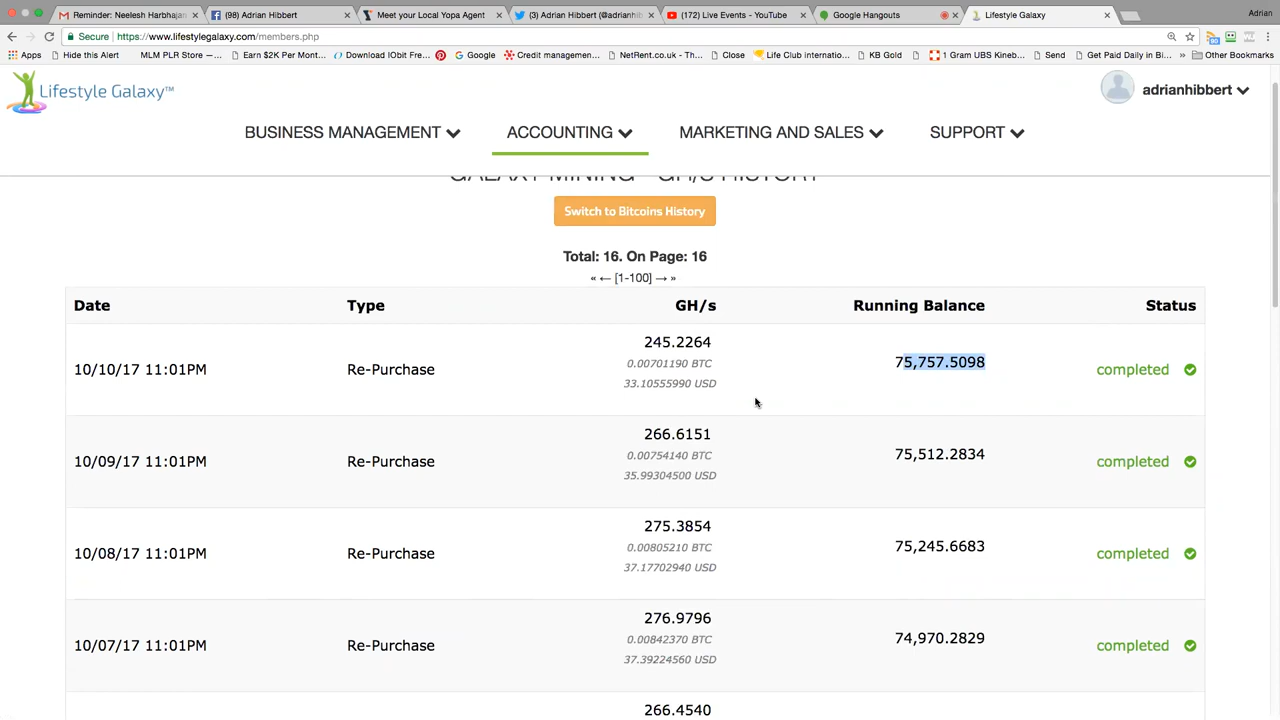 Reminder: Neelesh Harbhajan
(98) Adrian Hibbert
Meet your Local Yopa Agent
(3) Adrian Hibbert (@adrianhib
(172) Live Events - YouTube
Google Hangouts
Lifestyle Galaxy
Adrian
Secure
https://www.lifestylegalaxy.com/members.php
Apps
Hide this Alert
MLM PLR Store —...
Earn $2K Per Mont...
Download IObit Fre...
Google
Credit managemen...
NetRent.co.uk - Th...
Close
Life Club internatio...
KB Gold
1 Gram UBS Kineb...
Send
Get Paid Daily in Bi...
»
Other Bookmarks
Lifestyle Galaxy™
adrianhibbert
BUSINESS MANAGEMENT
ACCOUNTING
MARKETING AND SALES
SUPPORT
GALAXY MINING - GH/S HISTORY
Switch to Bitcoins History
Total: 16. On Page: 16
« ← [1-100] → »
Date Type GH/s Running Balance Status
245.2264
0.00701190 BTC
33.10555990 USD
10/10/17 11:01PM Re-Purchase 75,757.5098 completed
266.6151
0.00754140 BTC
35.99304500 USD
10/09/17 11:01PM Re-Purchase 75,512.2834 completed
275.3854
0.00805210 BTC
37.17702940 USD
10/08/17 11:01PM Re-Purchase 75,245.6683 completed
276.9796
0.00842370 BTC
37.39224560 USD
10/07/17 11:01PM Re-Purchase 74,970.2829 completed
266.4540